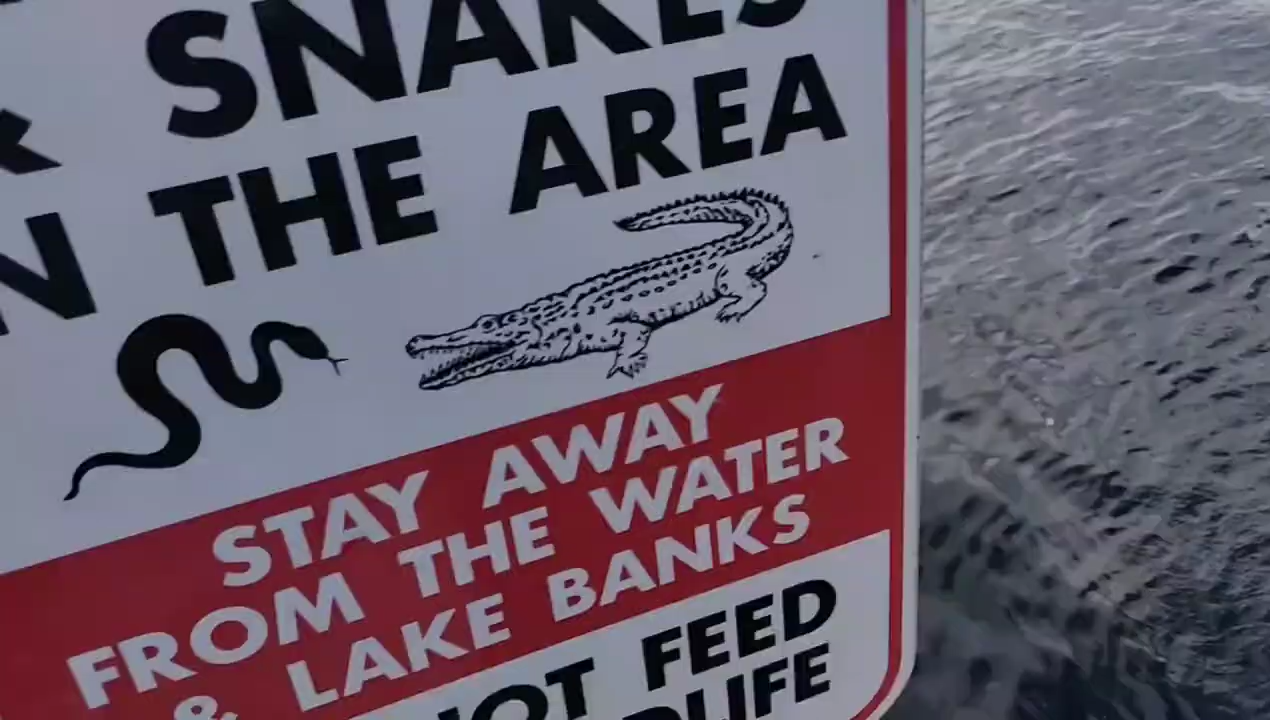 & SNAKES
N THE AREA
STAY AWAY
FROM THE WATER
& LAKE BANKS
NOT FEED
DLIFE